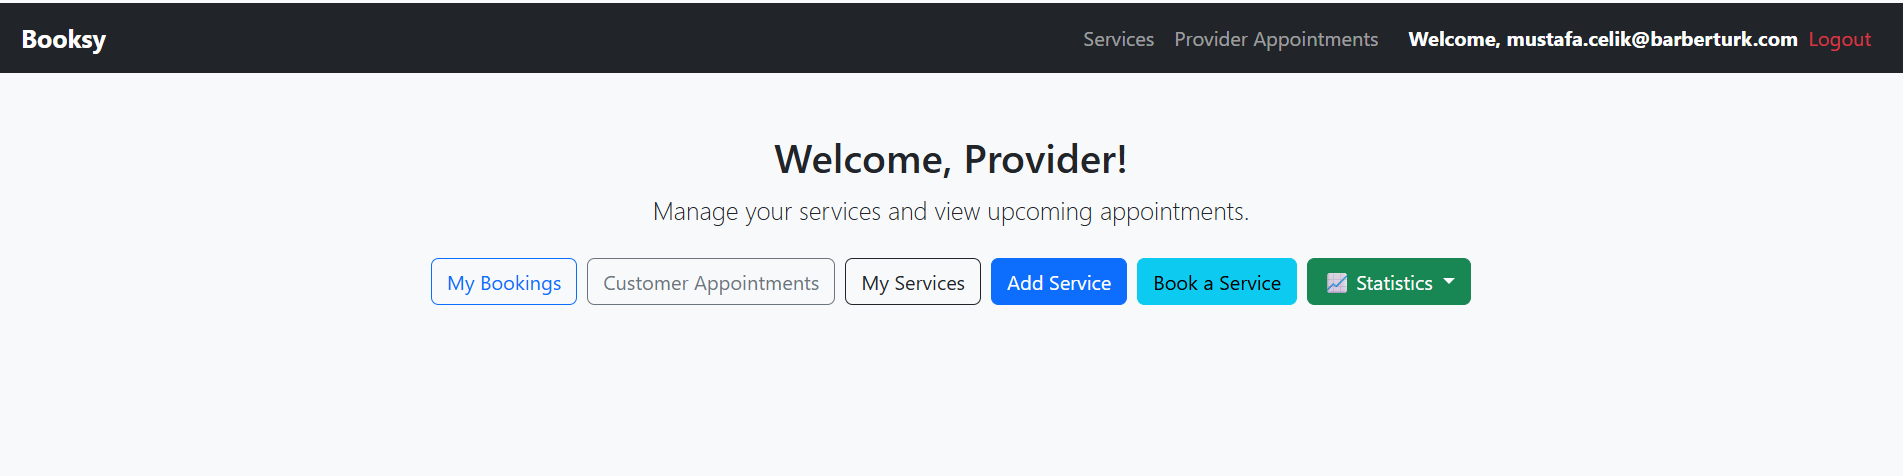 Booksy Services Provider Appointments Welcome, mustafa.celik@barberturk.com Logout
Welcome, Provider!
Manage your services and view upcoming appointments.
My Bookings Customer Appointments My Services Add Service Book a Service Statistics